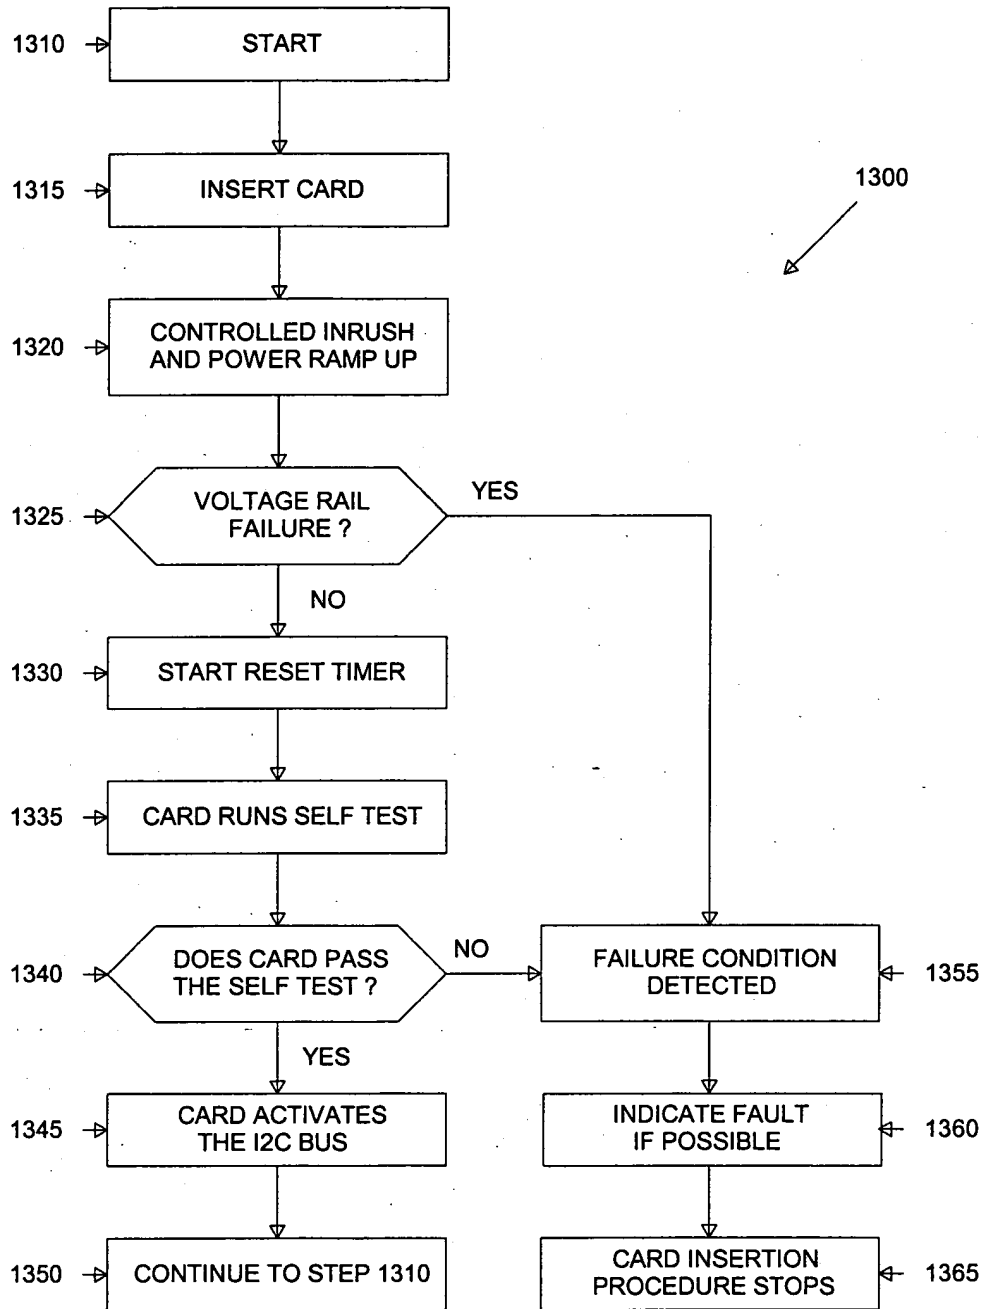 1310
START
1315
INSERT CARD
1300
1320
CONTROLLED INRUSH
AND POWER RAMP UP
1325
VOLTAGE RAIL
FAILURE ?
YES
NO
1330
START RESET TIMER
1335
CARD RUNS SELF TEST
1340
DOES CARD PASS
THE SELF TEST ?
NO
FAILURE CONDITION
DETECTED
1355
YES
1345
CARD ACTIVATES
THE I2C BUS
INDICATE FAULT
IF POSSIBLE
1360
1350
CONTINUE TO STEP 1310
CARD INSERTION
PROCEDURE STOPS
1365